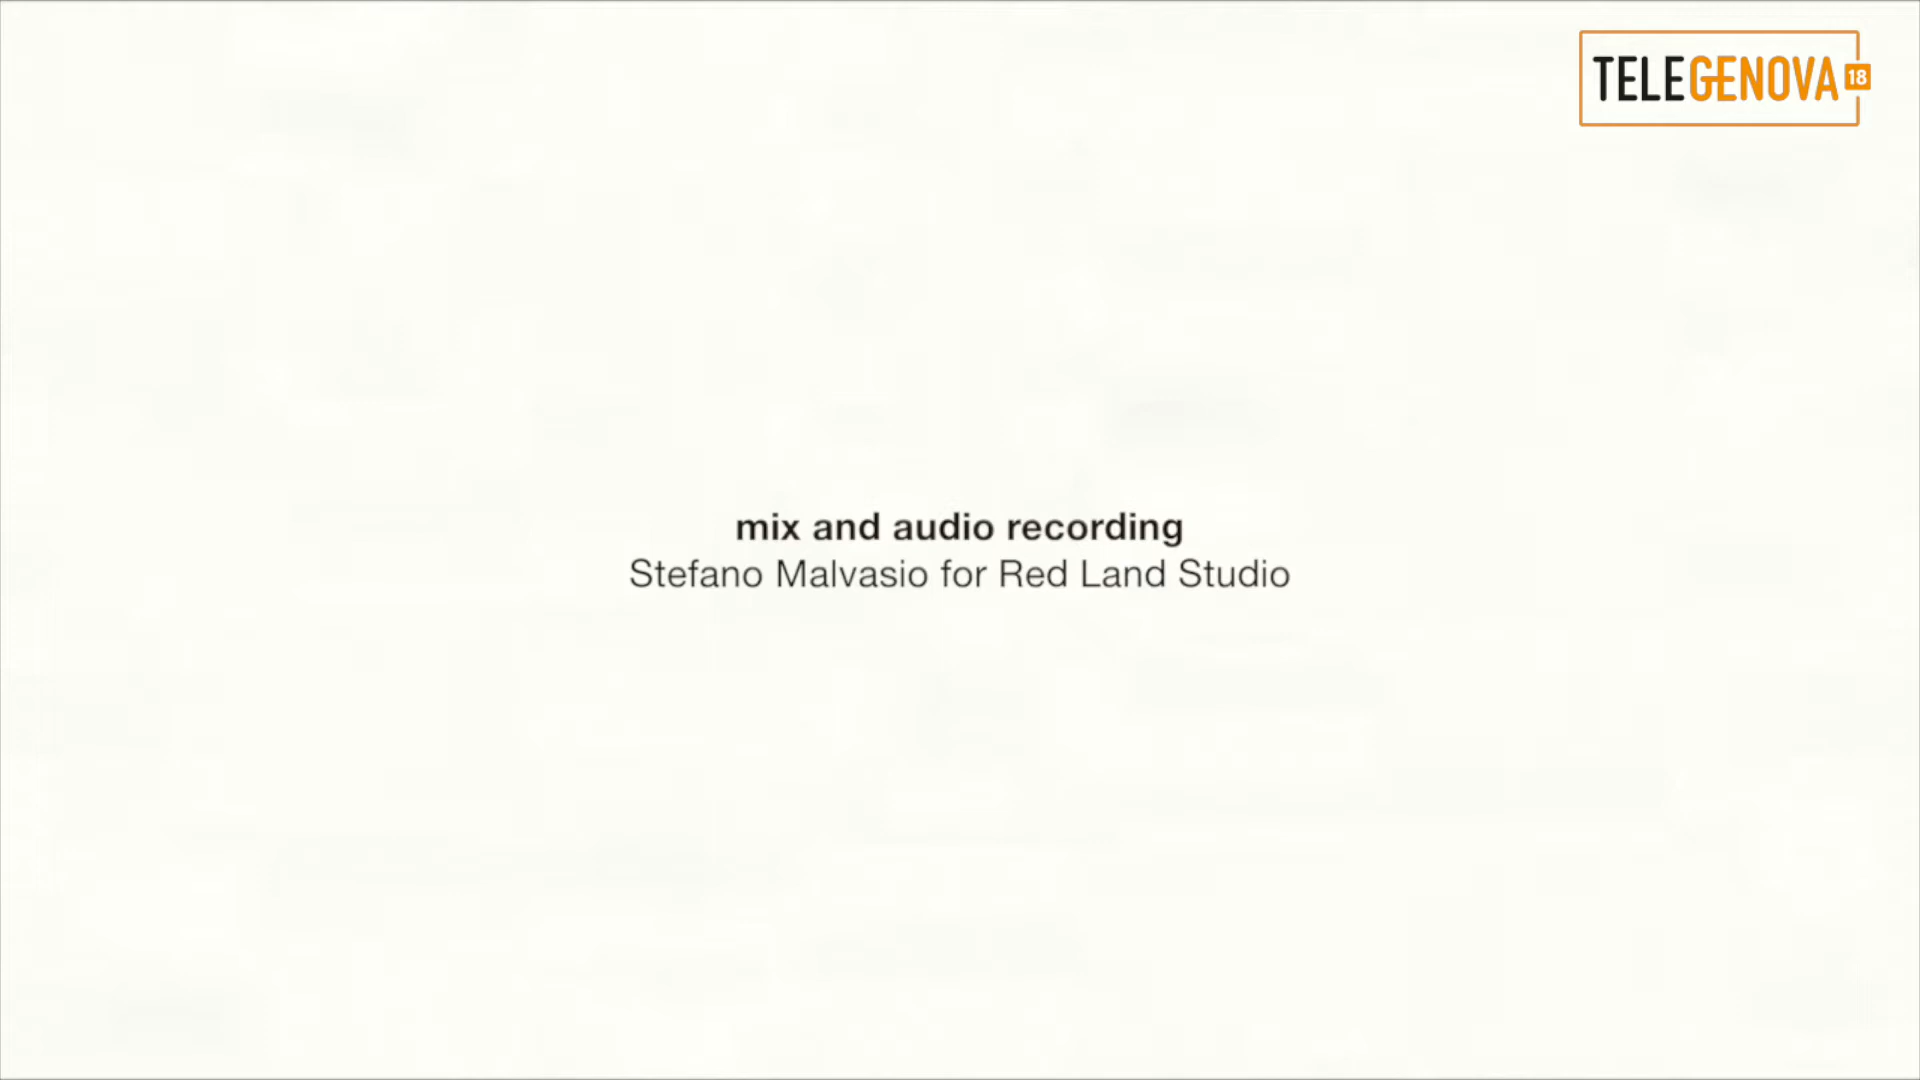 TELEGENOVA 18
mix and audio recording
Stefano Malvasio for Red Land Studio